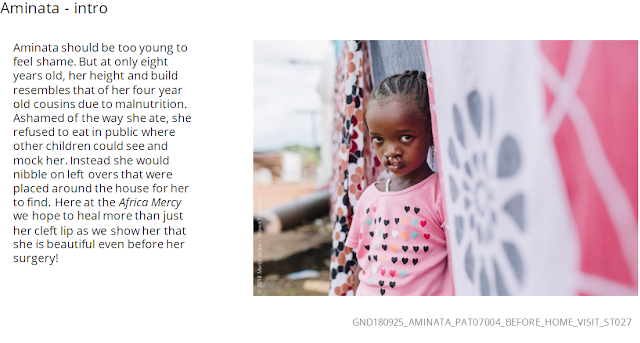 Aminata - intro
Aminata should be too young to
feel shame. But at only eight
years old, her height and build
resembles that of her four year
old cousins due to malnutrition.
Ashamed of the way she ate, she
refused to eat in public where
other children could see and
mock her. Instead she would
nibble on left overs that were
placed around the house for her
to find. Here at the Africa Mercy
we hope to heal more than just
her cleft lip as we show her that
she is beautiful even before her
surgery!
GND180925_AMINATA_PAT07004_BEFORE_HOME_VISIT_ST027